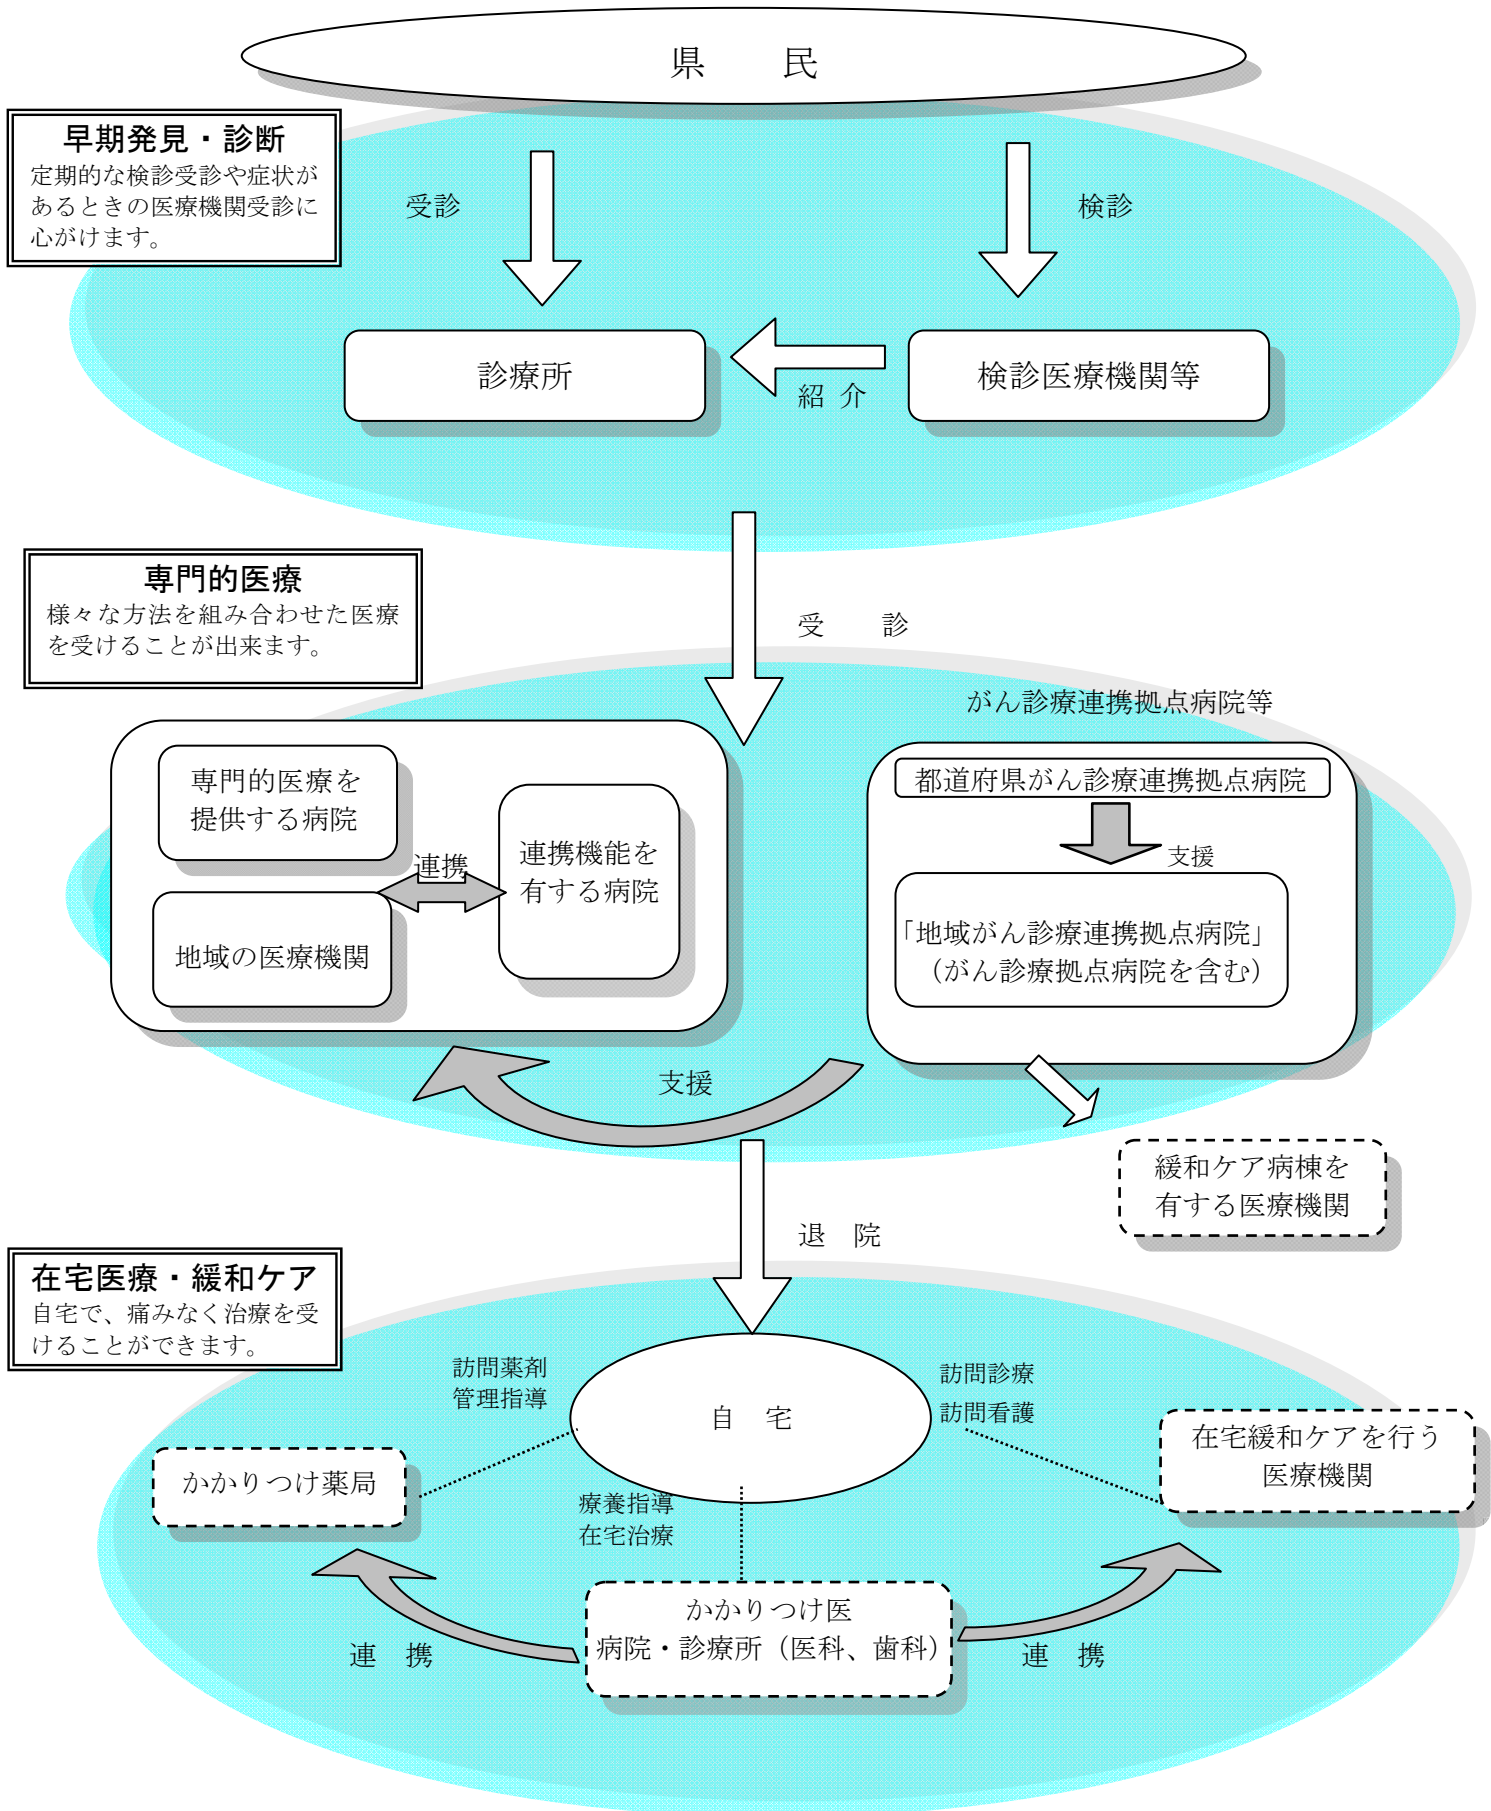 県　　民
早期発見・診断
定期的な検診受診や症状が
あるときの医療機関受診に
心がけます。
受診
検診
診療所
紹 介
検診医療機関等
専門的医療
様々な方法を組み合わせた医療
を受けることが出来ます。
受　　診
がん診療連携拠点病院等
専門的医療を
提供する病院
連携
連携機能を
有する病院
地域の医療機関
都道府県がん診療連携拠点病院
支援
「地域がん診療連携拠点病院」
（がん診療拠点病院を含む）
支援
緩和ケア病棟を
有する医療機関
退　院
在宅医療・緩和ケア
自宅で、痛みなく治療を受
けることができます。
訪問薬剤
管理指導
自　宅
訪問診療
訪問看護
かかりつけ薬局
在宅緩和ケアを行う
医療機関
療養指導
在宅治療
かかりつけ医
病院・診療所（医科、歯科）
連　携
連　携